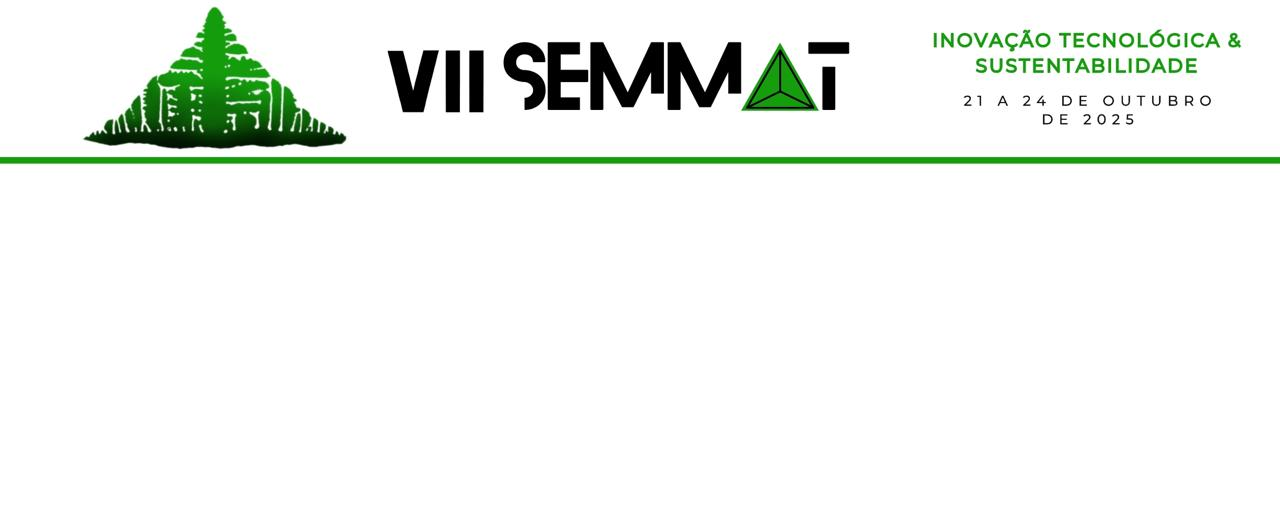 VII SEMMAT
INOVAÇÃO TECNOLÓGICA &
SUSTENTABILIDADE
21 A 24 DE OUTUBRO
DE 2025